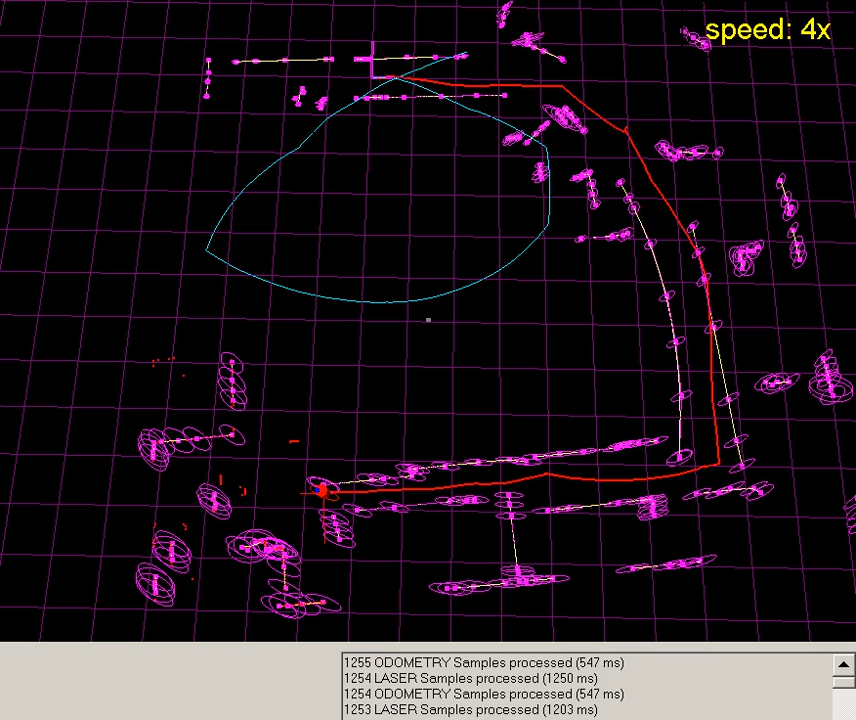 speed: 4x
1255 ODOMETRY Samples processed (547 ms)
1254 LASER Samples processed (1250 ms)
1254 ODOMETRY Samples processed (547 ms)
1253 LASER Samples processed (1203 ms)